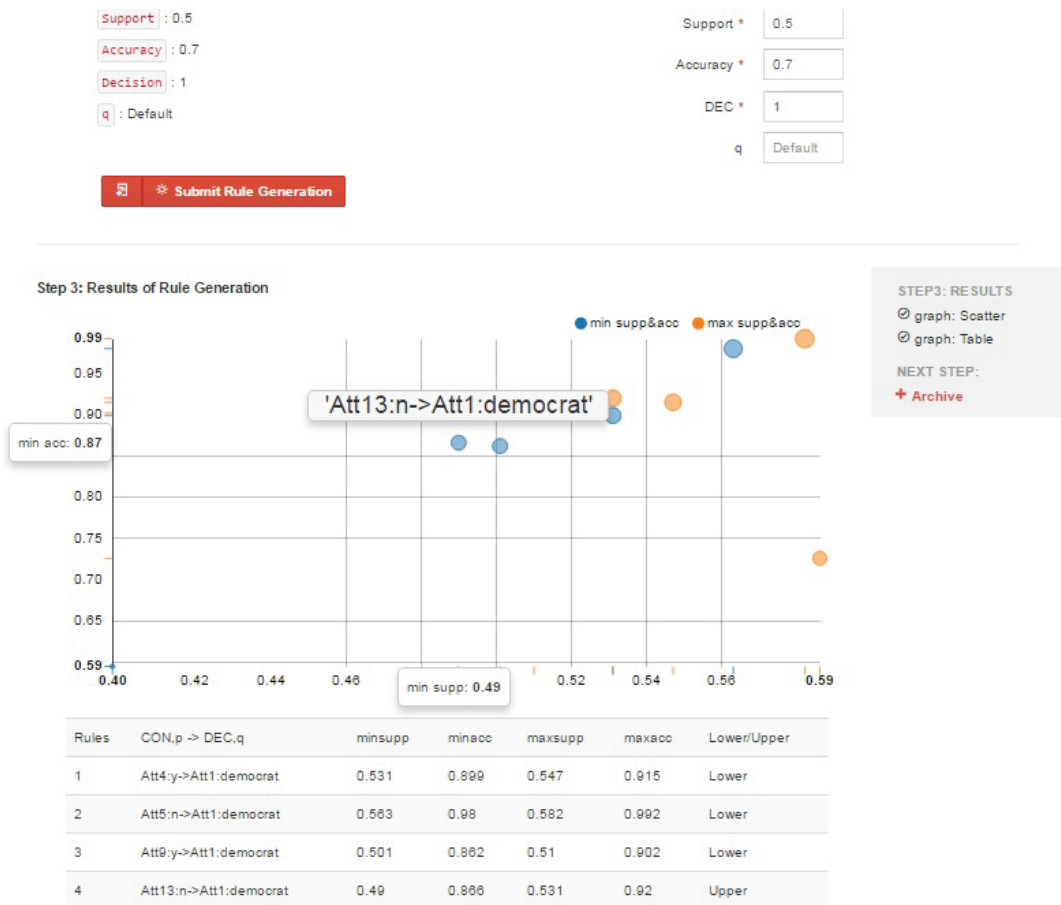 Support : 0.5
Accuracy : 0.7
Decision : 1
q : Default
Support * 0.5
Accuracy * 0.7
DEC * 1
q Default
Submit Rule Generation
Step 3: Results of Rule Generation
STEP3: RESULTS
graph: Scatter
graph: Table
NEXT STEP:
+ Archive
min supp&acc max supp&acc
0.99
0.95
0.90
'Att13:n->Att1:democrat'
min acc: 0.87
0.80
0.75
0.70
0.65
0.59
0.40 0.42 0.44 0.46 0.52 0.54 0.56 0.59
min supp: 0.49
Rules CON,p -> DEC,q minsupp minacc maxsupp maxacc Lower/Upper
1 Att4:y->Att1:democrat 0.531 0.899 0.547 0.915 Lower
2 Att5:n->Att1:democrat 0.563 0.98 0.582 0.992 Lower
3 Att9:y->Att1:democrat 0.501 0.862 0.51 0.902 Lower
4 Att13:n->Att1:democrat 0.49 0.866 0.531 0.92 Upper